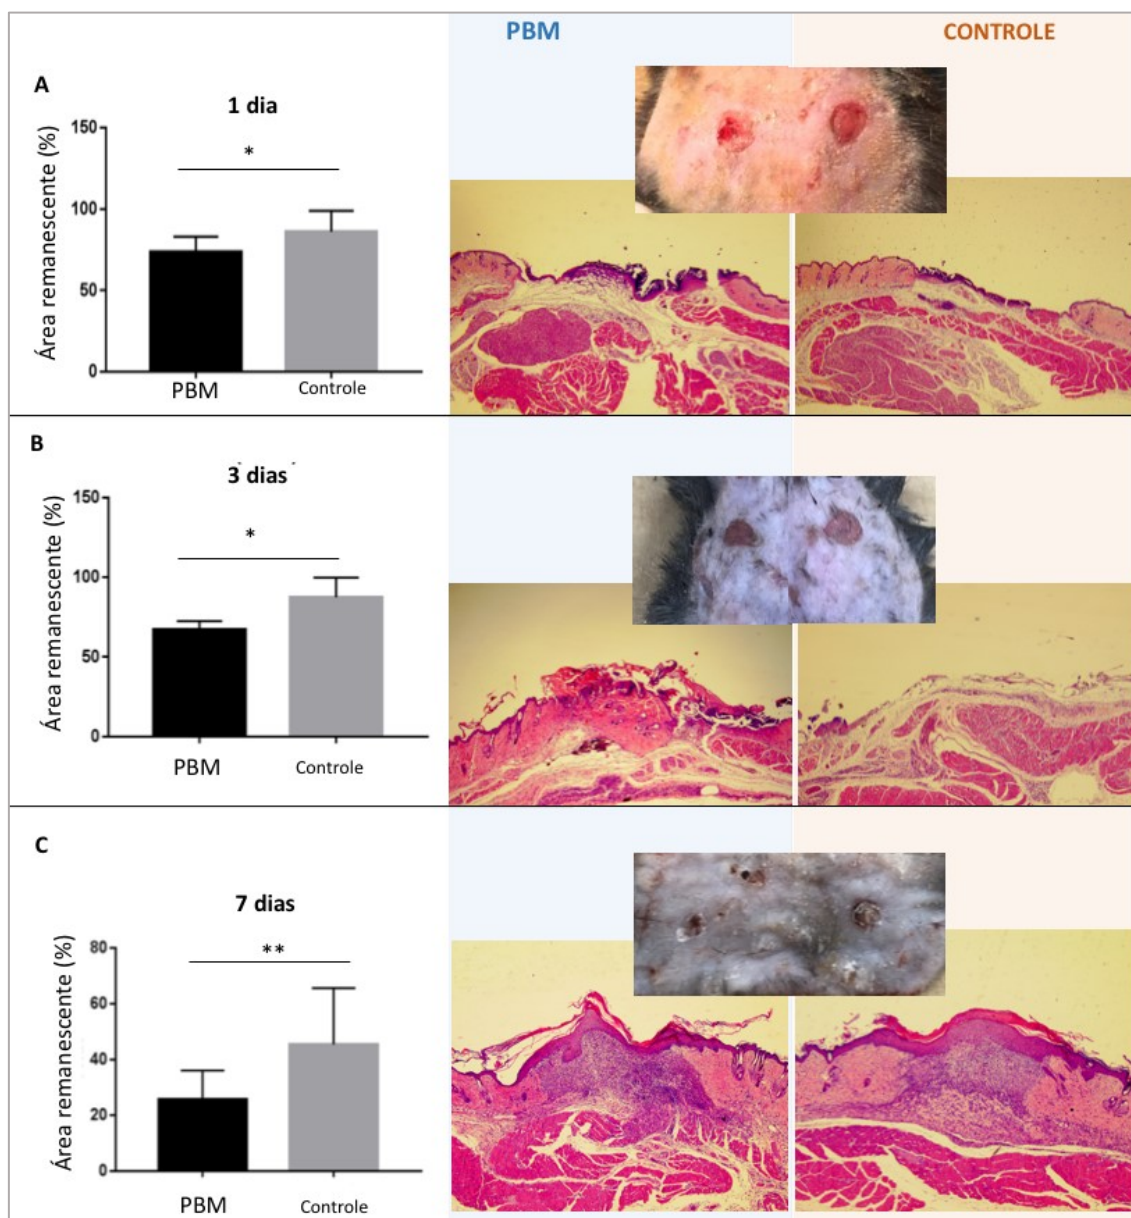 PBM
CONTROLE
A
1 dia
Área remanescente (%)
150
100
50
0
*
PBM
Controle
B
3 dias
Área remanescente (%)
150
100
50
0
*
PBM
Controle
C
7 dias
Área remanescente (%)
80
60
40
20
0
**
PBM
Controle